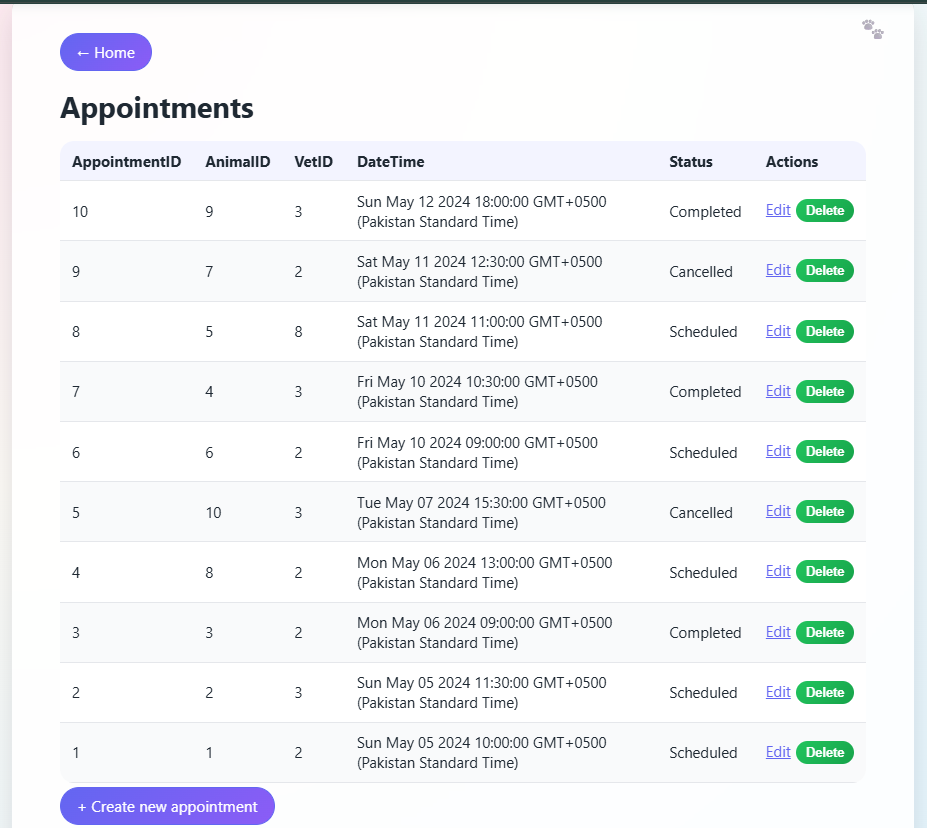 ← Home
Appointments
AppointmentID AnimalID VetID DateTime Status Actions
10 9 3 Sun May 12 2024 18:00:00 GMT+0500 (Pakistan Standard Time) Completed Edit Delete
9 7 2 Sat May 11 2024 12:30:00 GMT+0500 (Pakistan Standard Time) Cancelled Edit Delete
8 5 8 Sat May 11 2024 11:00:00 GMT+0500 (Pakistan Standard Time) Scheduled Edit Delete
7 4 3 Fri May 10 2024 10:30:00 GMT+0500 (Pakistan Standard Time) Completed Edit Delete
6 6 2 Fri May 10 2024 09:00:00 GMT+0500 (Pakistan Standard Time) Scheduled Edit Delete
5 10 3 Tue May 07 2024 15:30:00 GMT+0500 (Pakistan Standard Time) Cancelled Edit Delete
4 8 2 Mon May 06 2024 13:00:00 GMT+0500 (Pakistan Standard Time) Scheduled Edit Delete
3 3 2 Mon May 06 2024 09:00:00 GMT+0500 (Pakistan Standard Time) Completed Edit Delete
2 2 3 Sun May 05 2024 11:30:00 GMT+0500 (Pakistan Standard Time) Scheduled Edit Delete
1 1 2 Sun May 05 2024 10:00:00 GMT+0500 (Pakistan Standard Time) Scheduled Edit Delete
+ Create new appointment